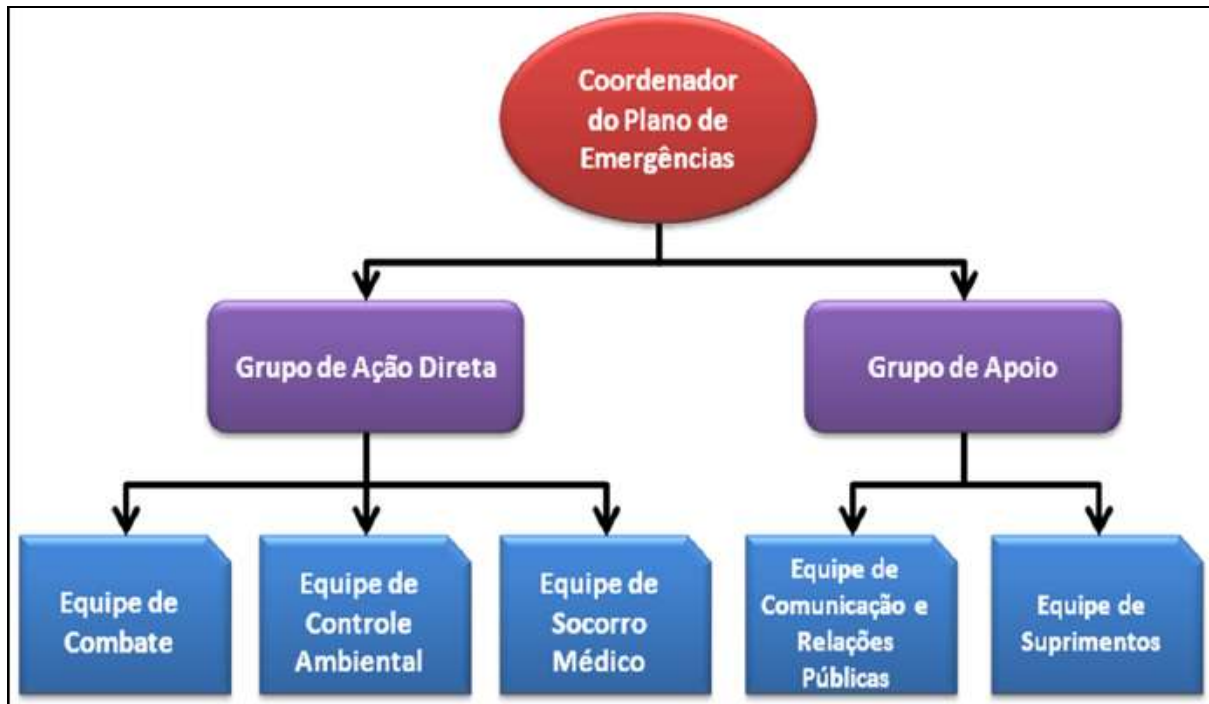 Coordenador
do Plano de
Emergências
Grupo de Ação Direta
Grupo de Apoio
Equipe de
Combate
Equipe de
Controle
Ambiental
Equipe de
Socorro
Médico
Equipe de
Comunicação e
Relações
Públicas
Equipe de
Suprimentos